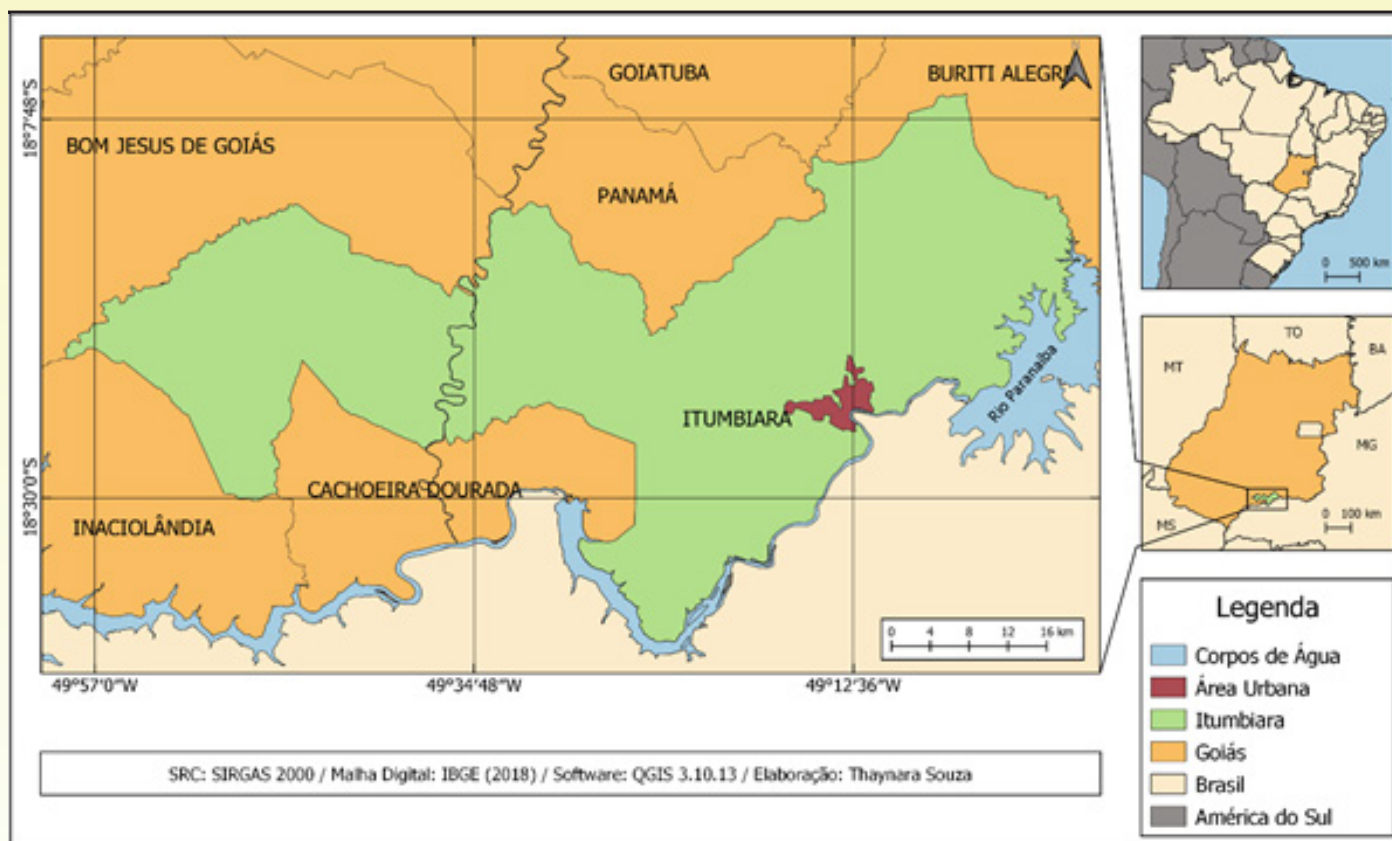 GOIATUBA
BURITI ALEGRE
N
18°7'48"S
BOM JESUS DE GOIÁS
PANAMÁ
Rio Paranaíba
ITUMBIARA
18°30'0"S
CACHOEIRA DOURADA
INACIOLÂNDIA
0 4 8 12 16 km
49°57'0"W 49°34'48"W 49°12'36"W
SRC: SIRGAS 2000 / Malha Digital: IBGE (2018) / Software: QGIS 3.10.13 / Elaboração: Thaynara Souza
0 500 km
TO
BA
MT
MG
MS
0 100 km
Legenda
Corpos de Água
Área Urbana
Itumbiara
Goiás
Brasil
América do Sul